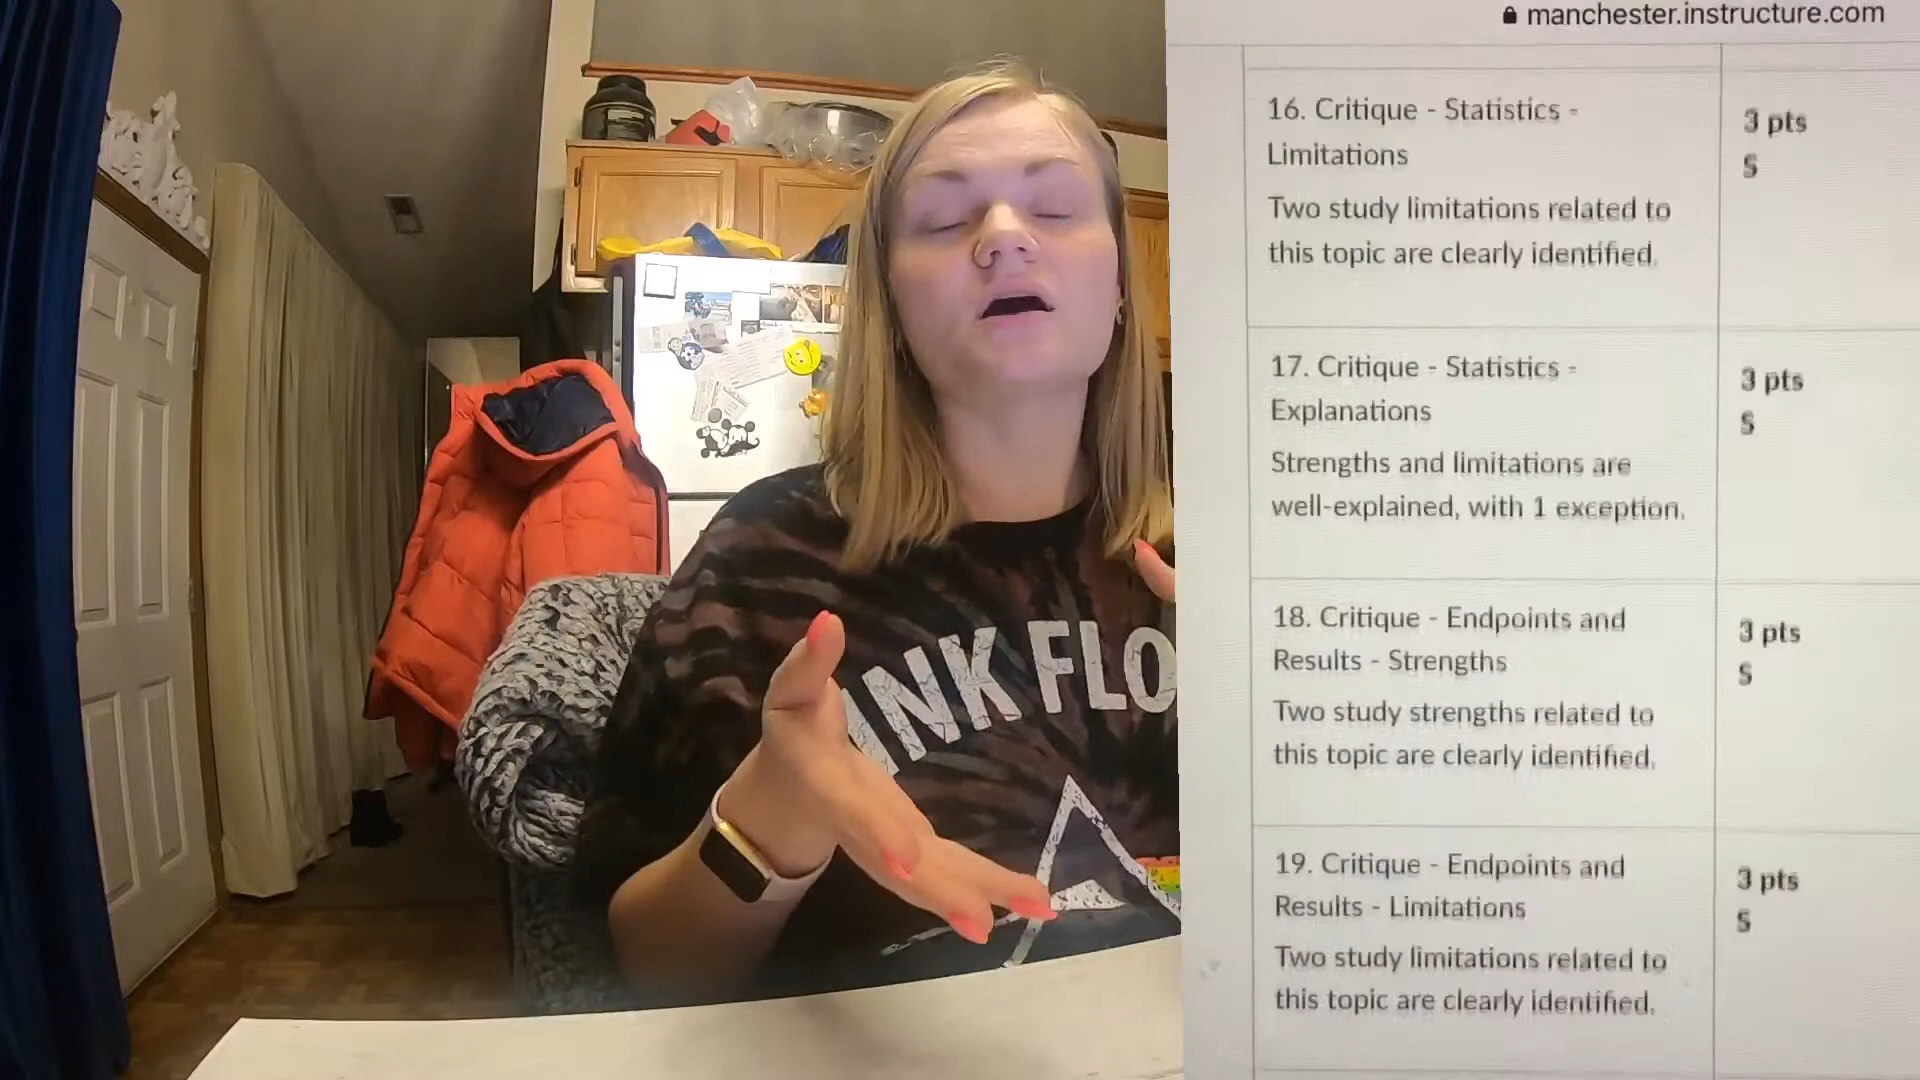 manchester.instructure.com
16. Critique - Statistics -
Limitations
Two study limitations related to
this topic are clearly identified.
3 pts
S
17. Critique - Statistics -
Explanations
Strengths and limitations are
well-explained, with 1 exception.
3 pts
S
18. Critique - Endpoints and
Results - Strengths
Two study strengths related to
this topic are clearly identified.
3 pts
S
19. Critique - Endpoints and
Results - Limitations
Two study limitations related to
this topic are clearly identified.
3 pts
S
INK FLO